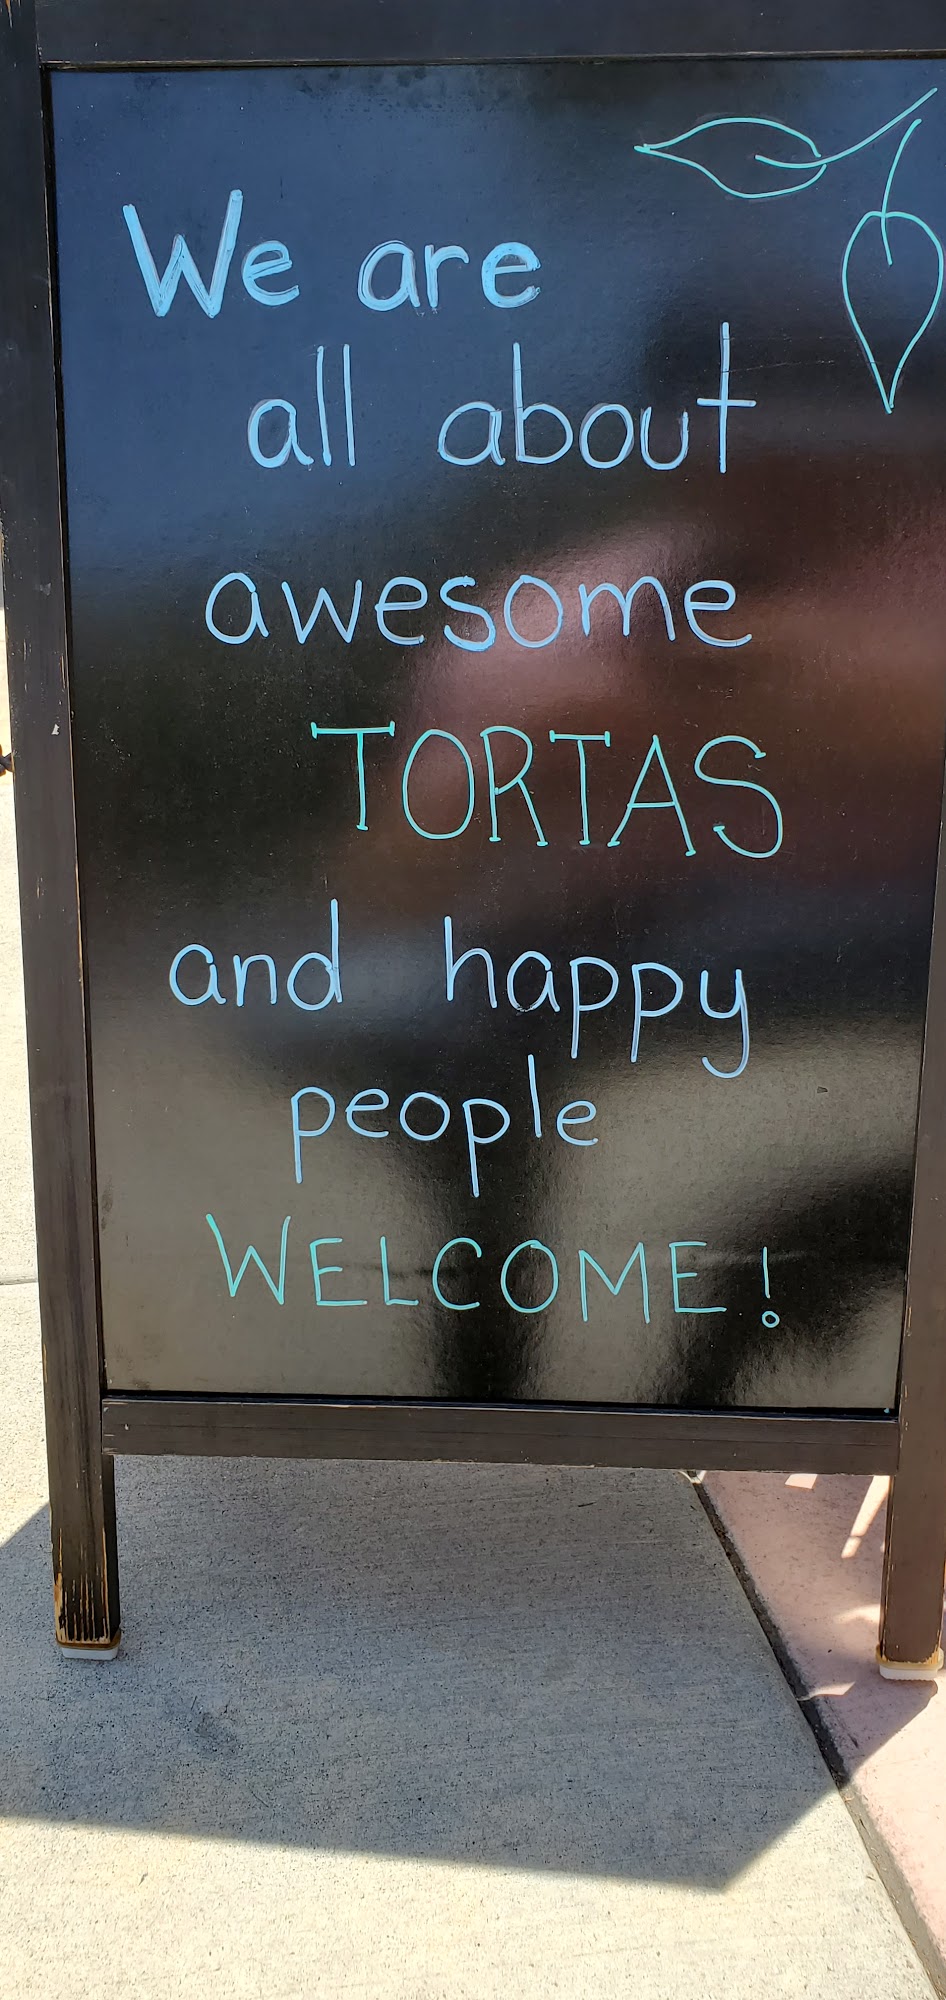 We are
all about
awesome
TORTAS
and happy
people
WELCOME!